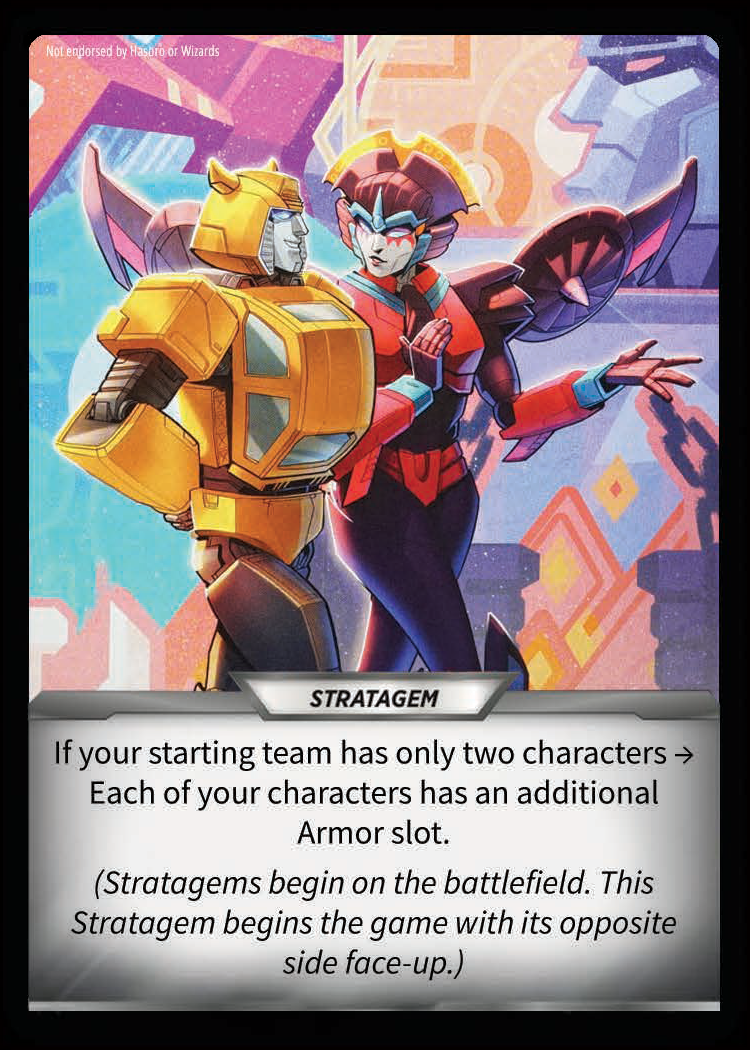 Not endorsed by Hasbro or Wizards
STRATAGEM
If your starting team has only two characters →
Each of your characters has an additional
Armor slot.
(Stratagems begin on the battlefield. This
Stratagem begins the game with its opposite
side face-up.)